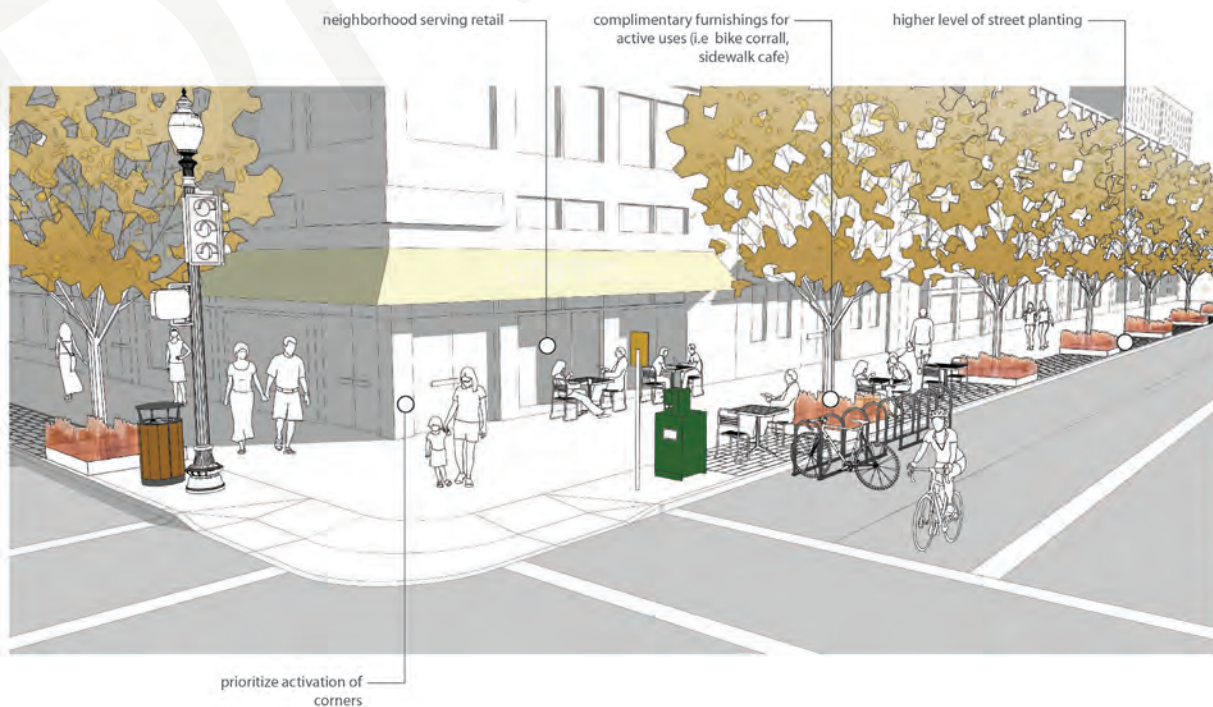 neighborhood serving retail
complimentary furnishings for
active uses (i.e bike corrall,
sidewalk cafe)
higher level of street planting
prioritize activation of
corners